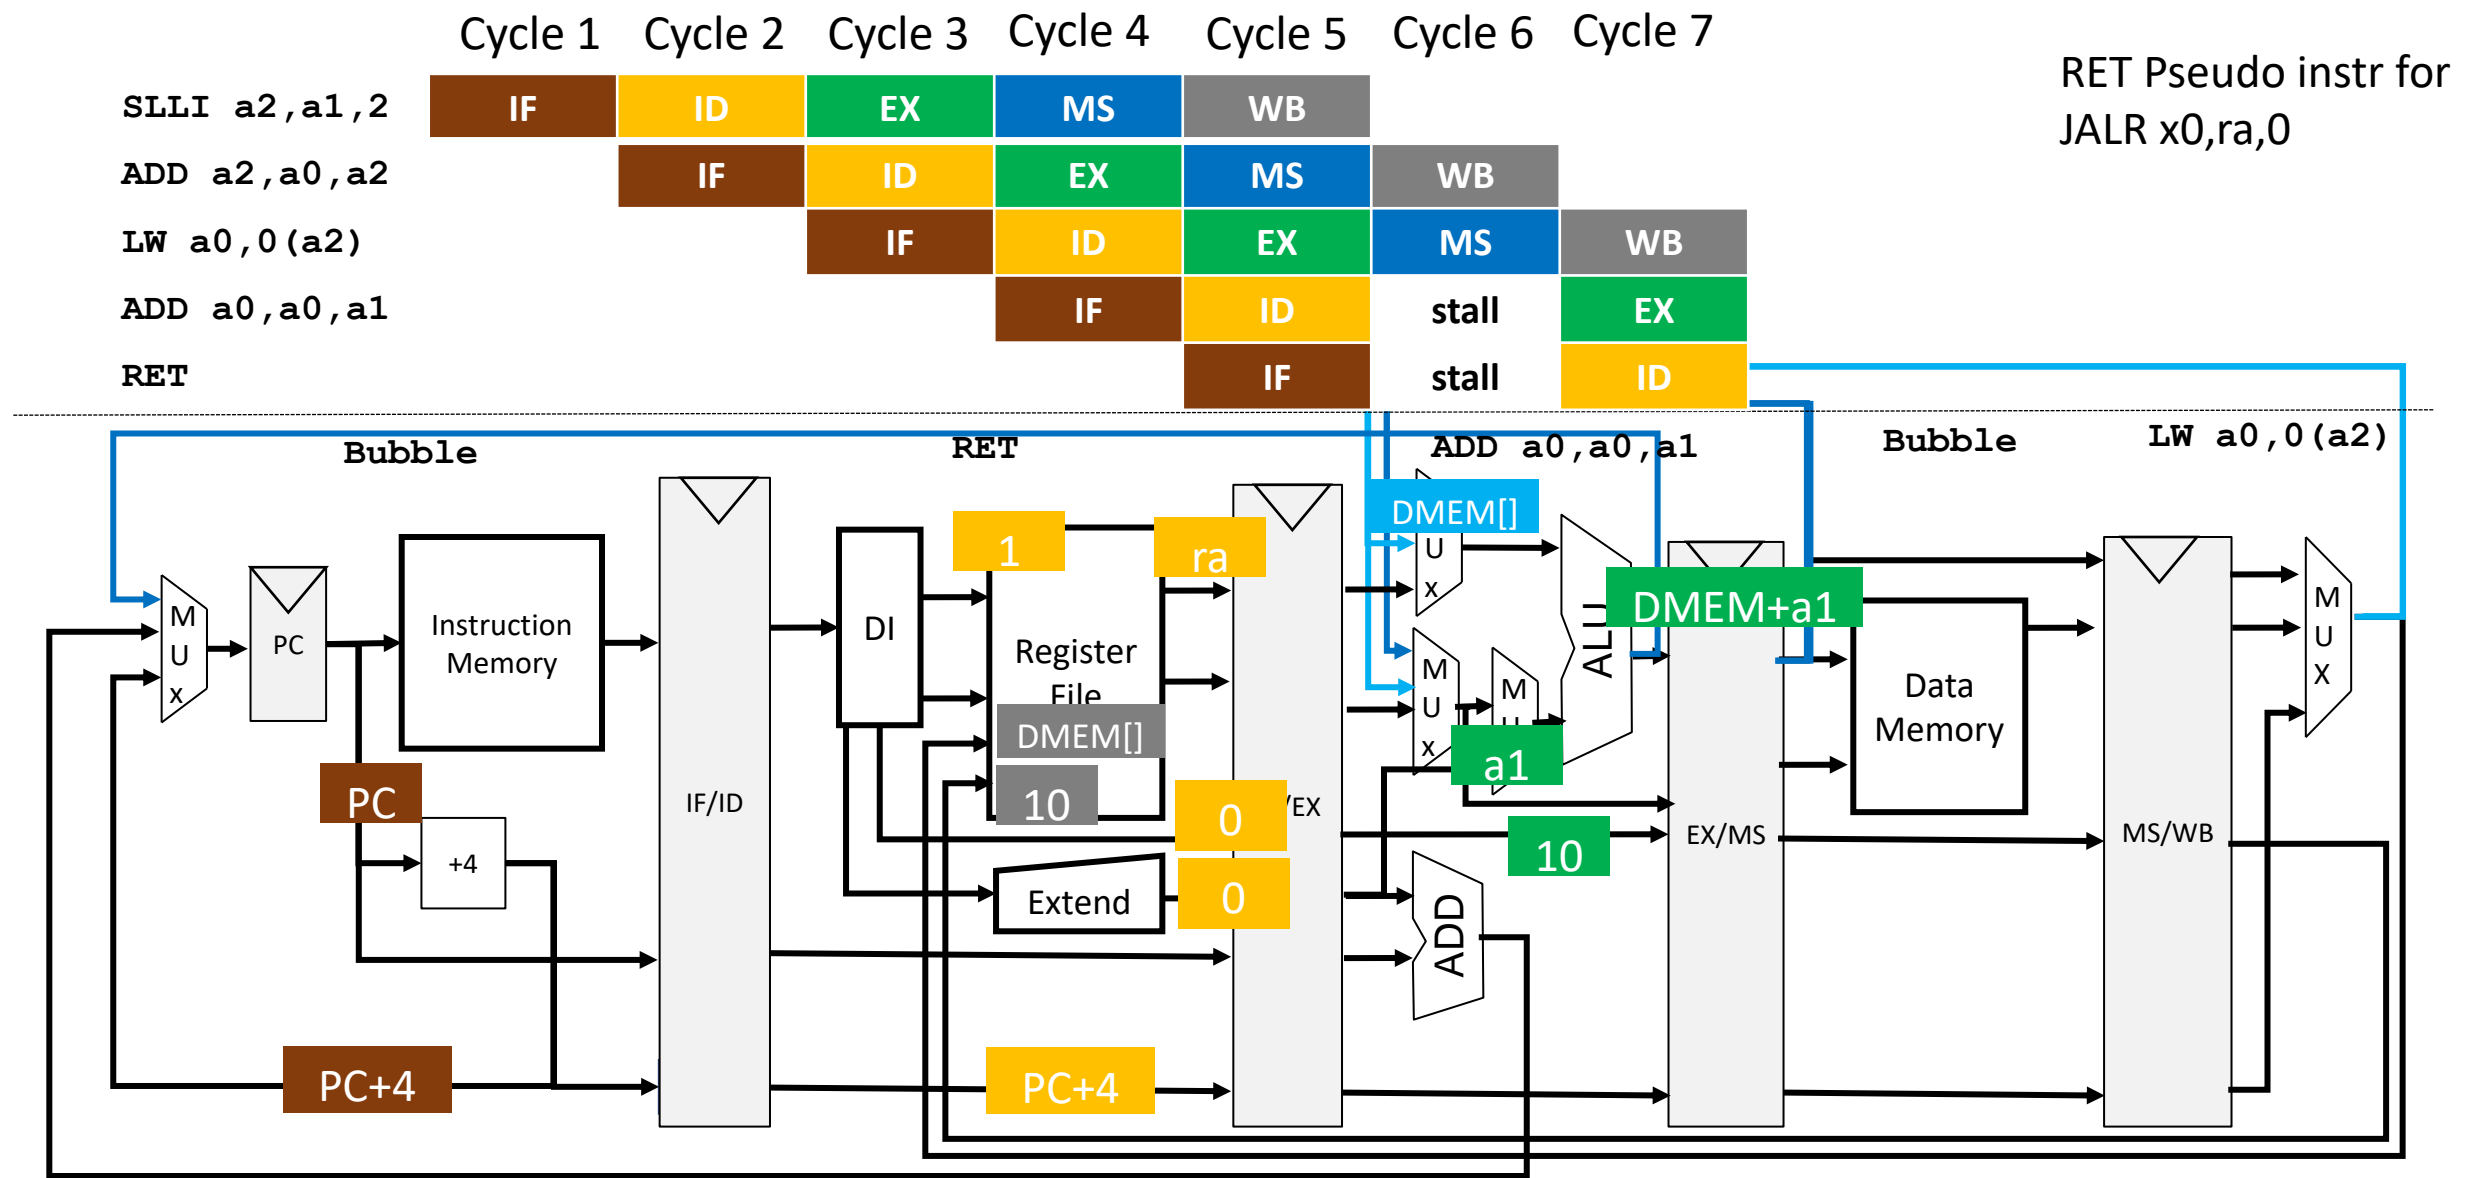 Cycle 1 Cycle 2 Cycle 3 Cycle 4 Cycle 5 Cycle 6 Cycle 7
RET Pseudo instr for
JALR x0,ra,0
SLLI a2,a1,2 IF ID EX MS WB
ADD a2,a0,a2 IF ID EX MS WB
LW a0,0(a2) IF ID EX MS WB
ADD a0,a0,a1 IF ID stall EX
RET IF stall ID
Bubble RET ADD a0,a0,a1 Bubble LW a0,0(a2)
M
U
x
PC
Instruction
Memory
PC
+4
PC+4
IF/ID
DI
1
ra
Register
File
DMEM[]
10
0
Extend
0
PC+4
/EX
DMEM[]
U
x
M
U
x
M
U
a1
ALU
10
ADD
DMEM+a1
EX/MS
Data
Memory
MS/WB
M
U
X